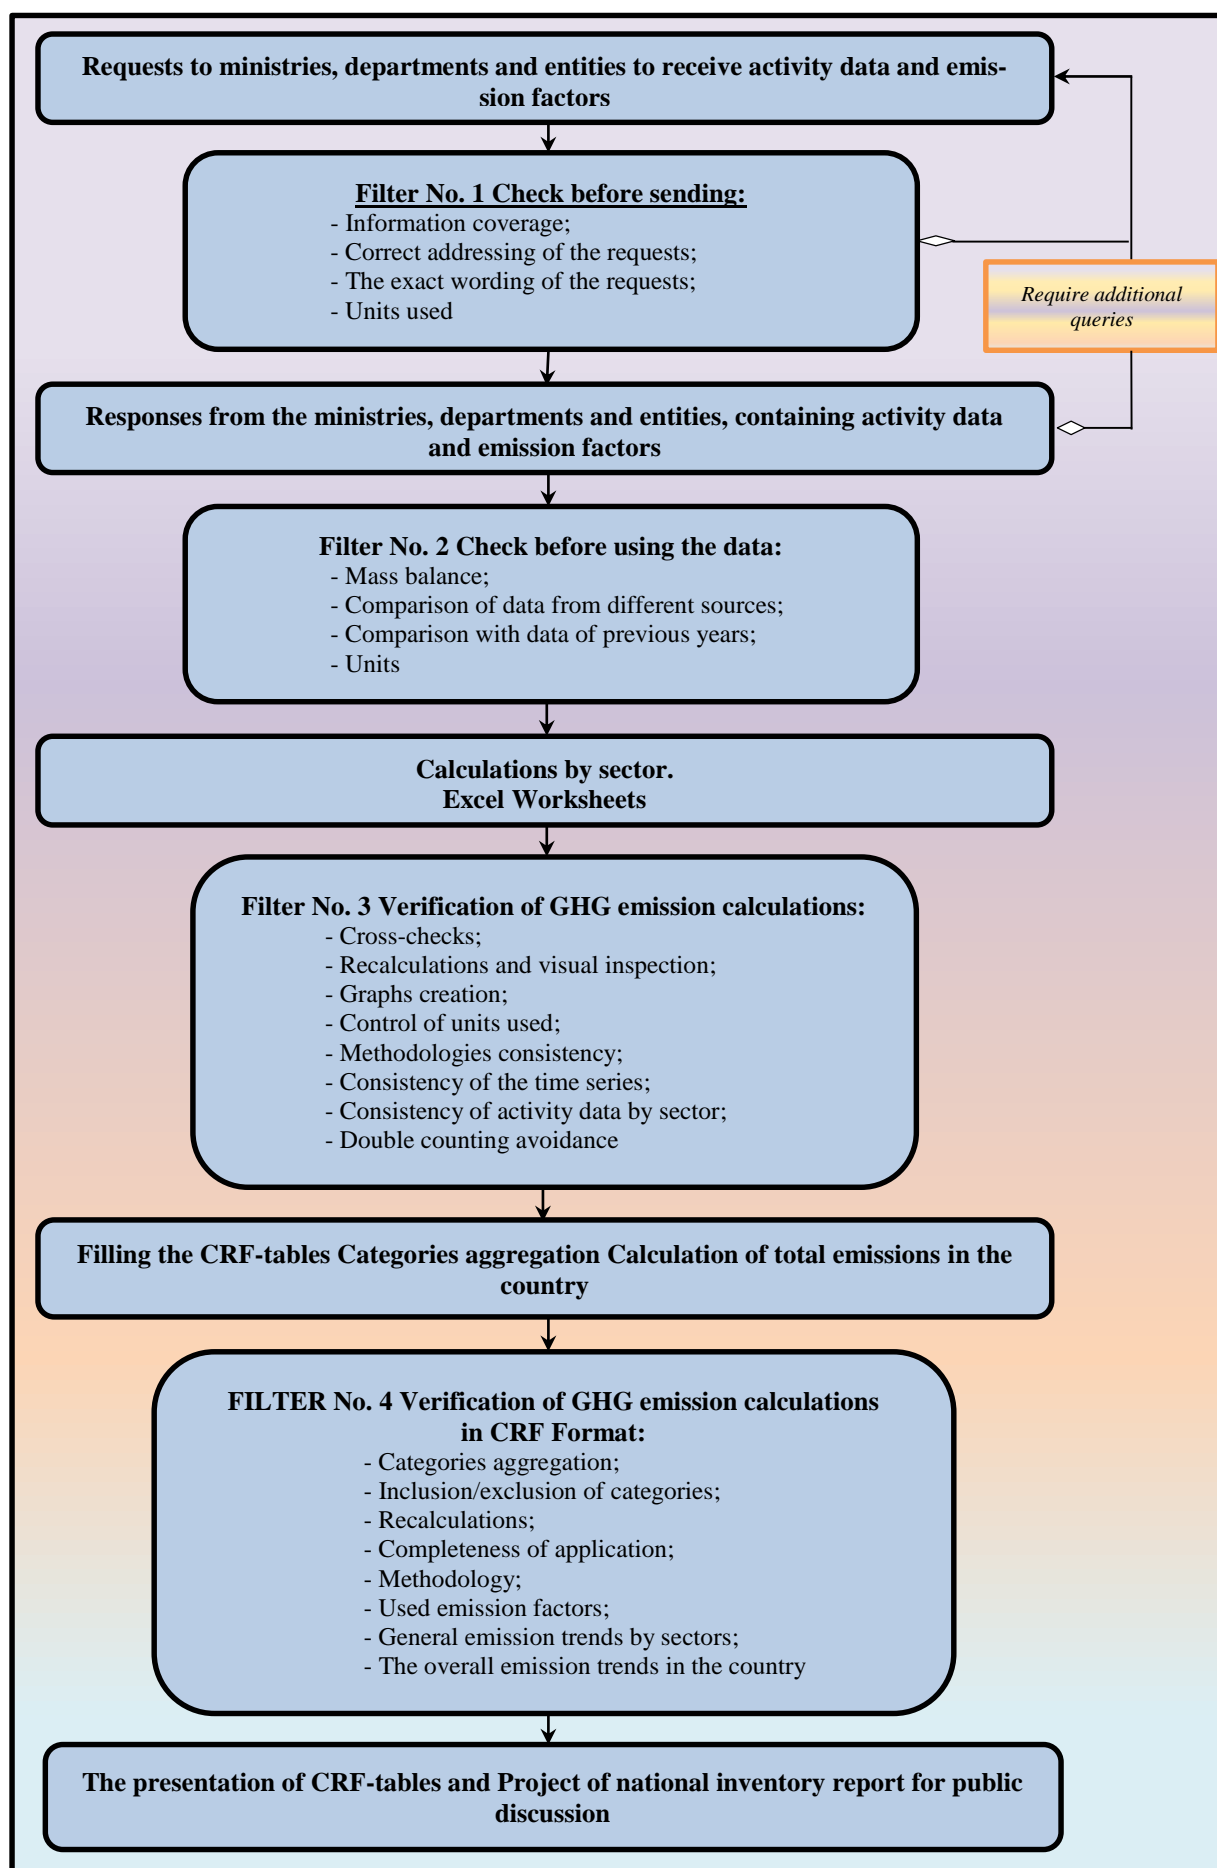 Requests to ministries, departments and entities to receive activity data and emis-
sion factors
Filter No. 1 Check before sending:
- Information coverage;
- Correct addressing of the requests;
- The exact wording of the requests;
- Units used
Require additional
queries
Responses from the ministries, departments and entities, containing activity data
and emission factors
Filter No. 2 Check before using the data:
- Mass balance;
- Comparison of data from different sources;
- Comparison with data of previous years;
- Units
Calculations by sector.
Excel Worksheets
Filter No. 3 Verification of GHG emission calculations:
- Cross-checks;
- Recalculations and visual inspection;
- Graphs creation;
- Control of units used;
- Methodologies consistency;
- Consistency of the time series;
- Consistency of activity data by sector;
- Double counting avoidance
Filling the CRF-tables Categories aggregation Calculation of total emissions in the
country
FILTER No. 4 Verification of GHG emission calculations
in CRF Format:
- Categories aggregation;
- Inclusion/exclusion of categories;
- Recalculations;
- Completeness of application;
- Methodology;
- Used emission factors;
- General emission trends by sectors;
- The overall emission trends in the country
The presentation of CRF-tables and Project of national inventory report for public
discussion